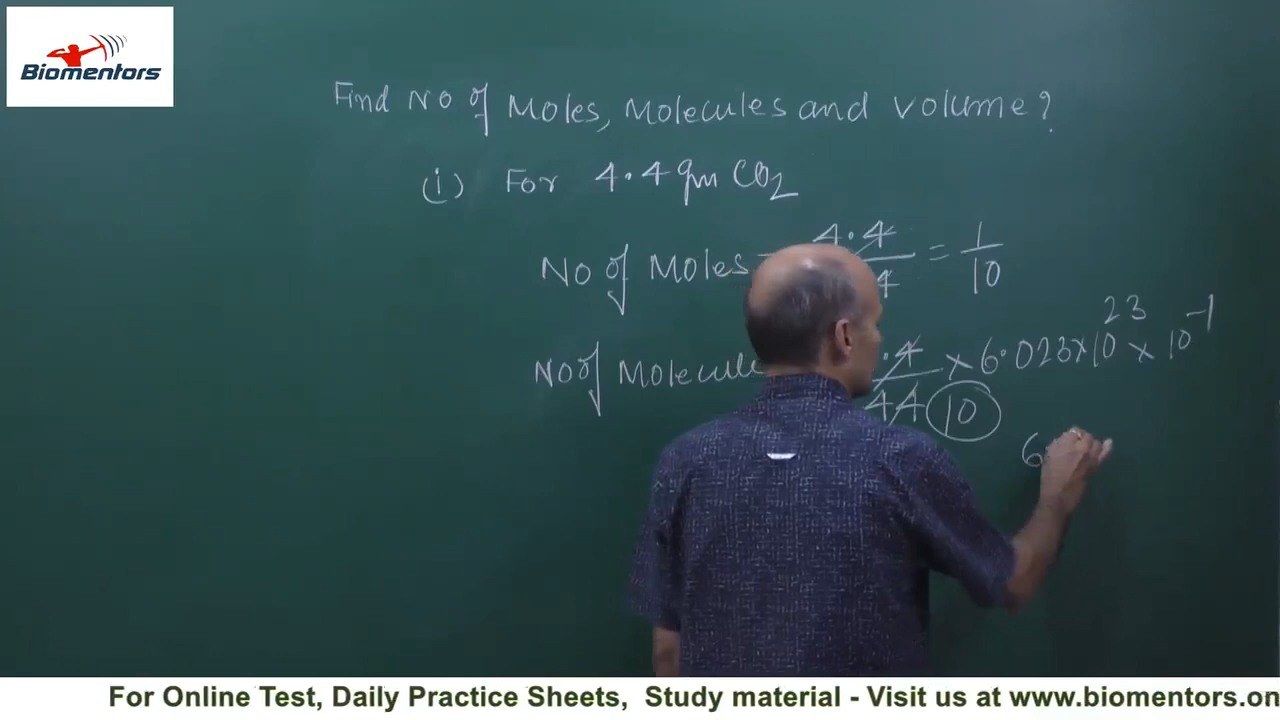 Biomentors
Find No of Moles, Molecules and volume?
(i) For 4.4 gm CO2
No of Moles = 4.4/ 4 = 1/10
No of Molecule .4/44 10 × 6.023×10^23 × 10^-1
6
For Online Test, Daily Practice Sheets, Study material - Visit us at www.biomentors.on